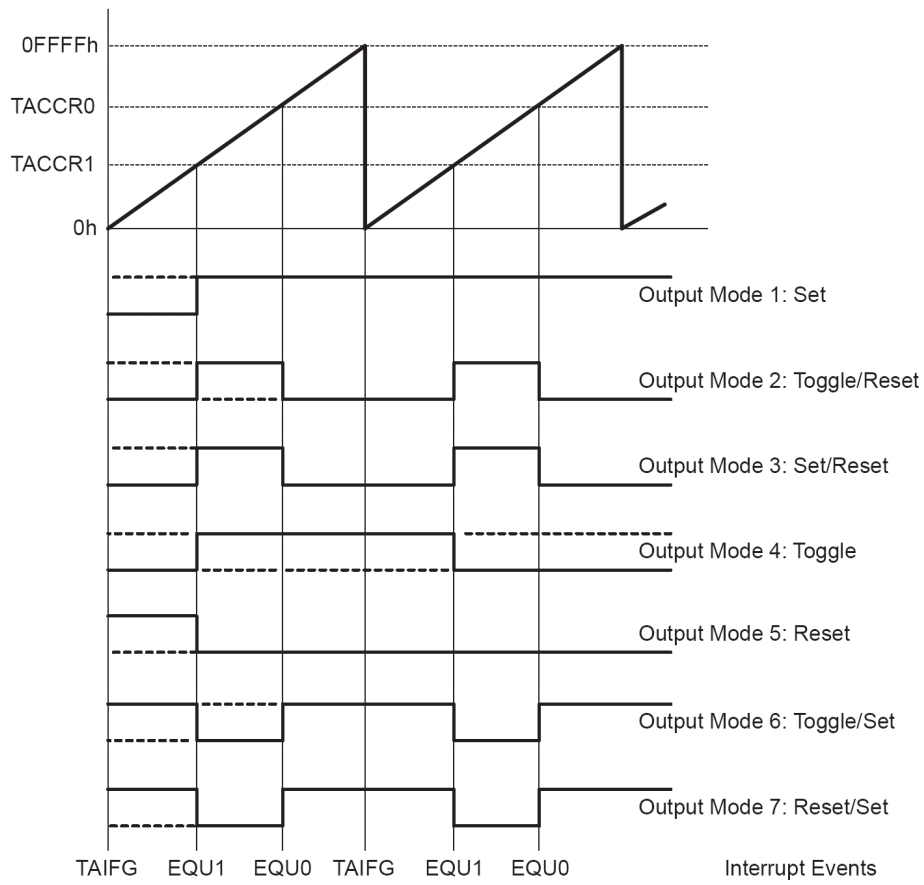 0FFFFh
TACCR0
TACCR1
0h
Output Mode 1: Set
Output Mode 2: Toggle/Reset
Output Mode 3: Set/Reset
Output Mode 4: Toggle
Output Mode 5: Reset
Output Mode 6: Toggle/Set
Output Mode 7: Reset/Set
TAIFG EQU1 EQU0 TAIFG EQU1 EQU0 Interrupt Events